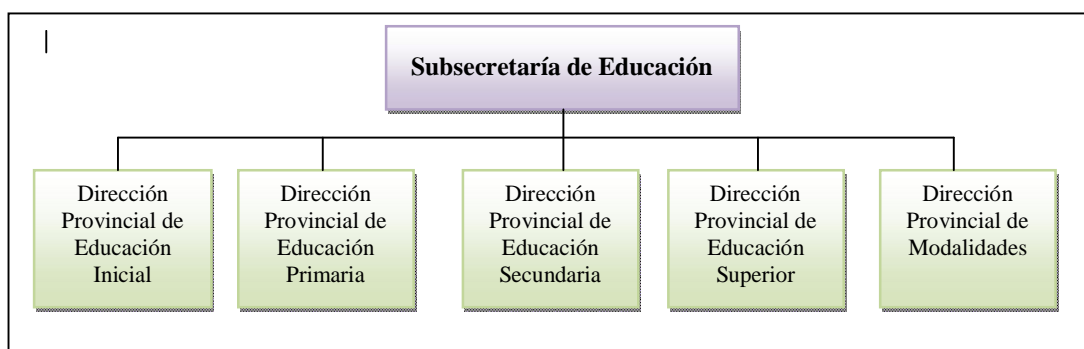 Subsecretaría de Educación
Dirección
Provincial de
Educación
Inicial
Dirección
Provincial de
Educación
Primaria
Dirección
Provincial de
Educación
Secundaria
Dirección
Provincial de
Educación
Superior
Dirección
Provincial de
Modalidades